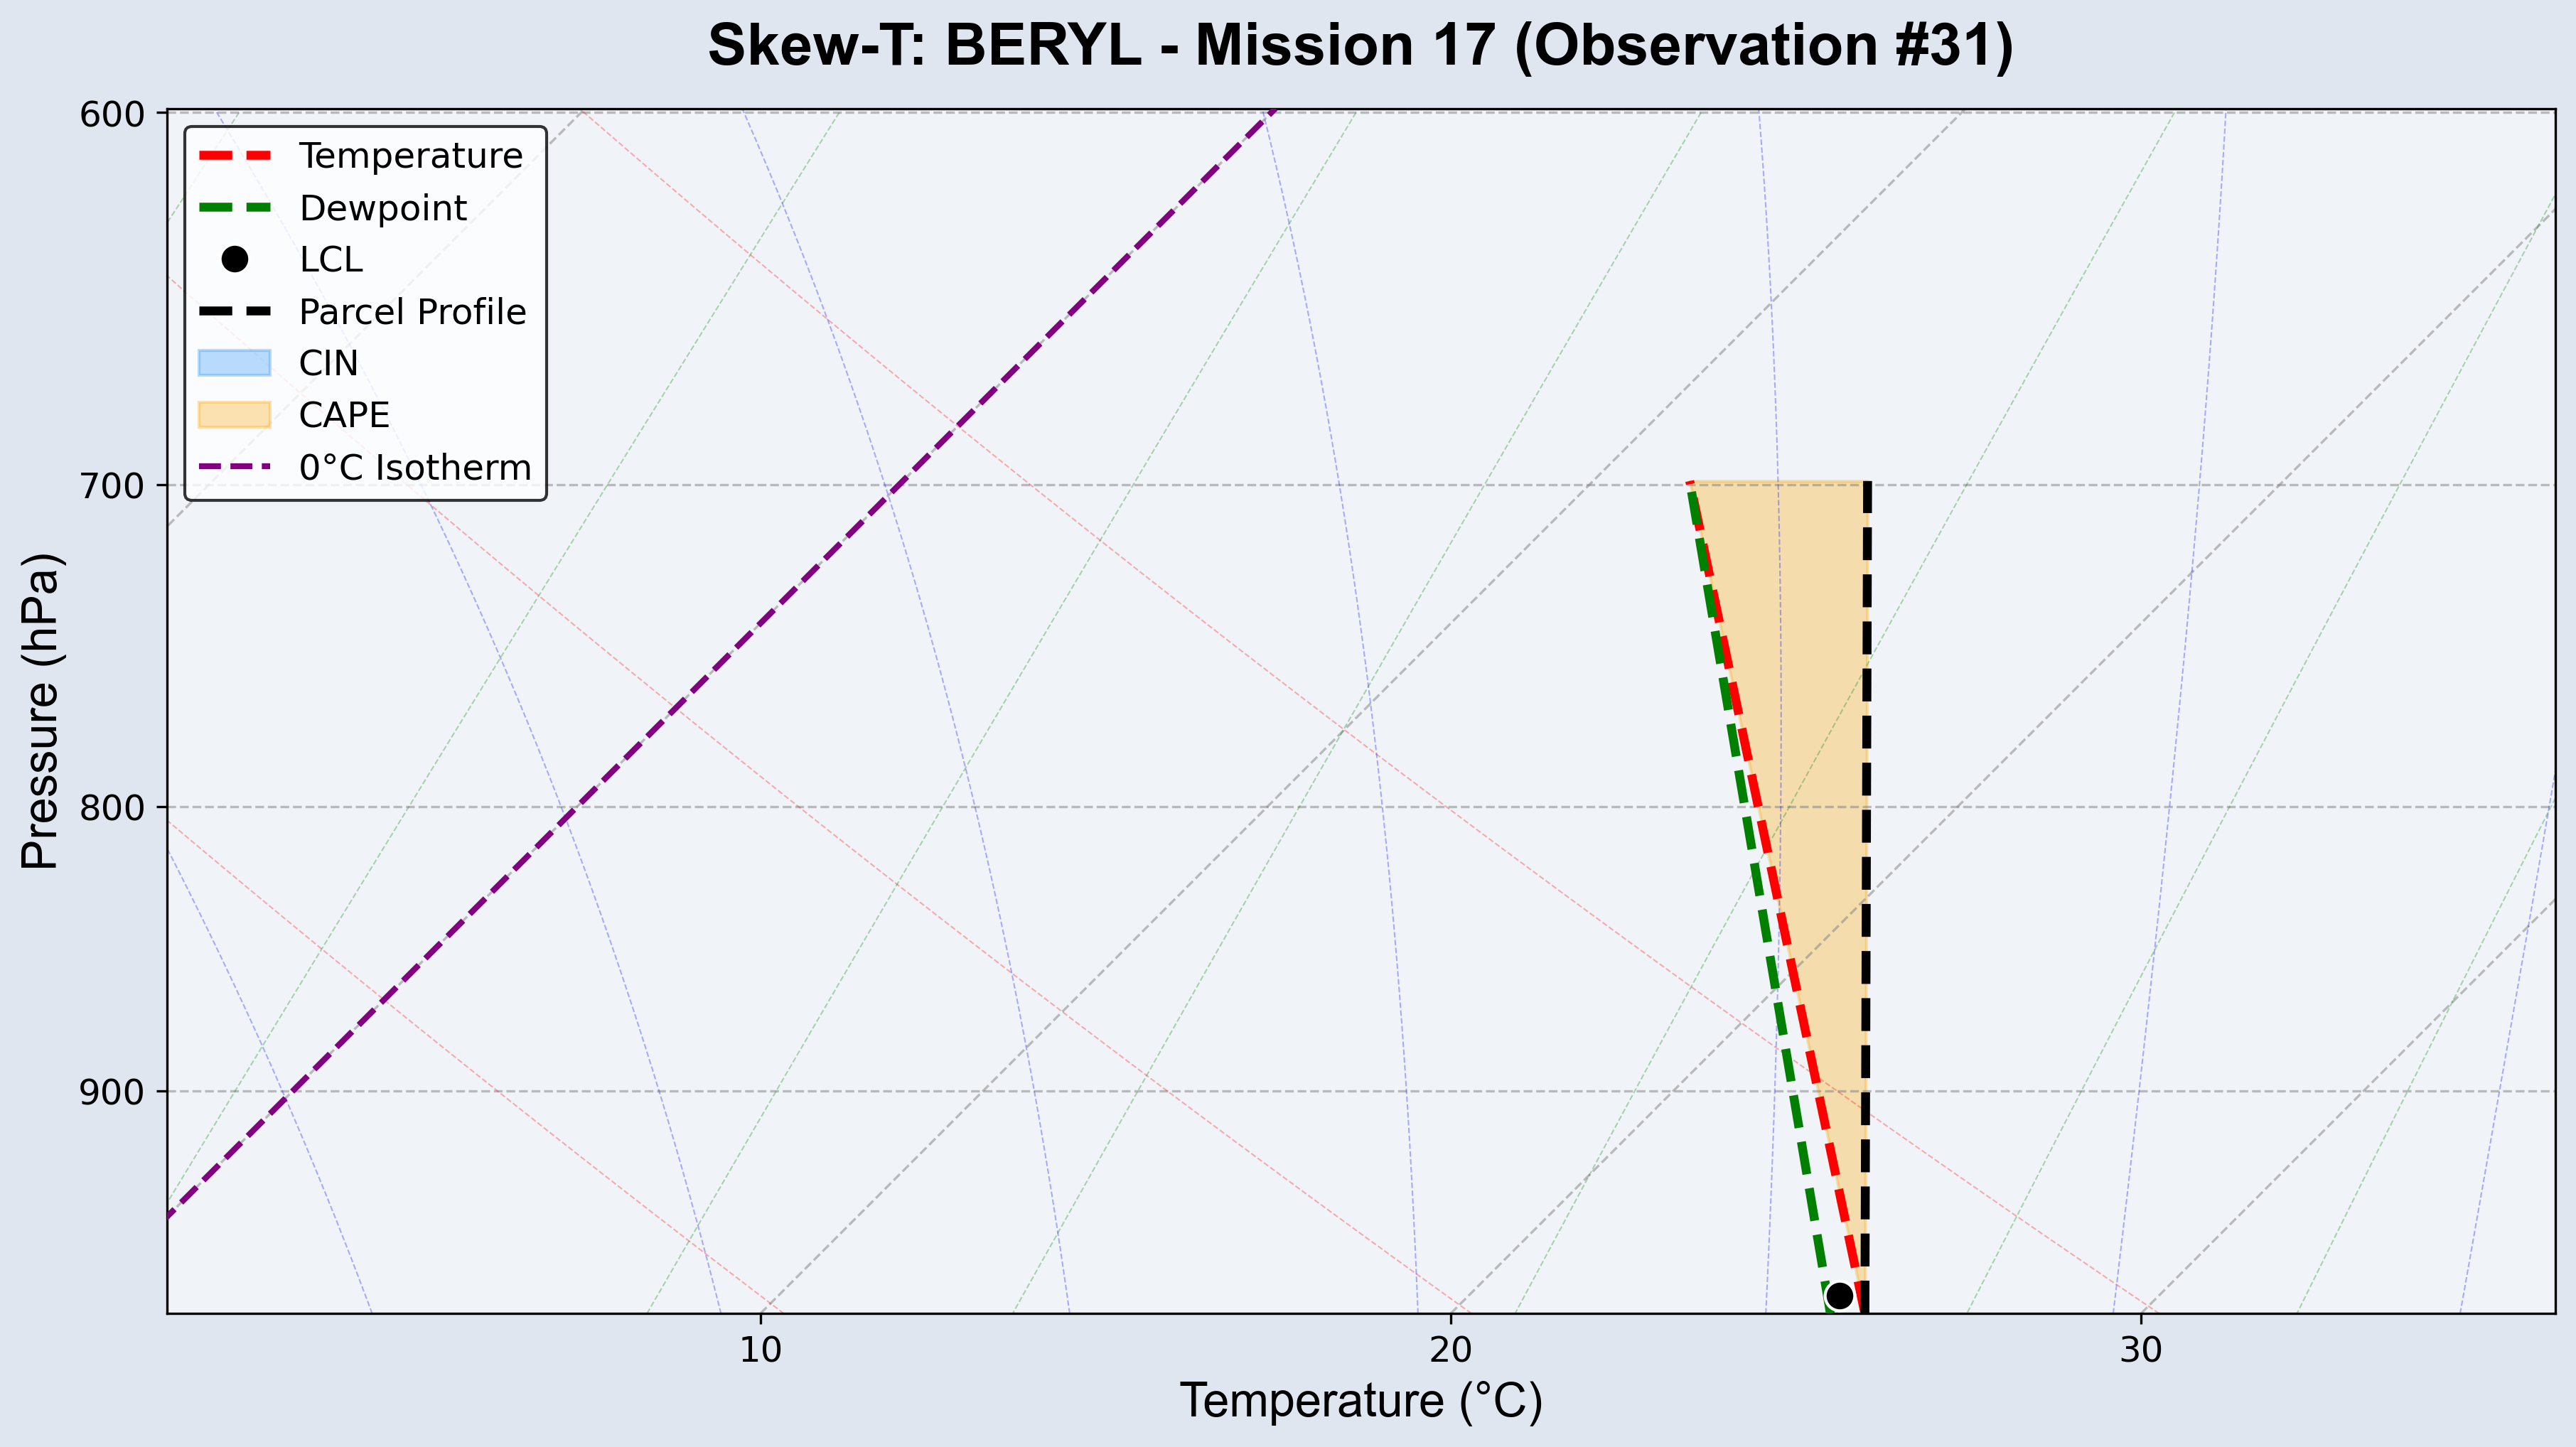 Skew-T: BERYL - Mission 17 (Observation #31)
600
700
800
900
Pressure (hPa)
Temperature
Dewpoint
LCL
Parcel Profile
CIN
CAPE
0°C Isotherm
10
20
30
Temperature (°C)